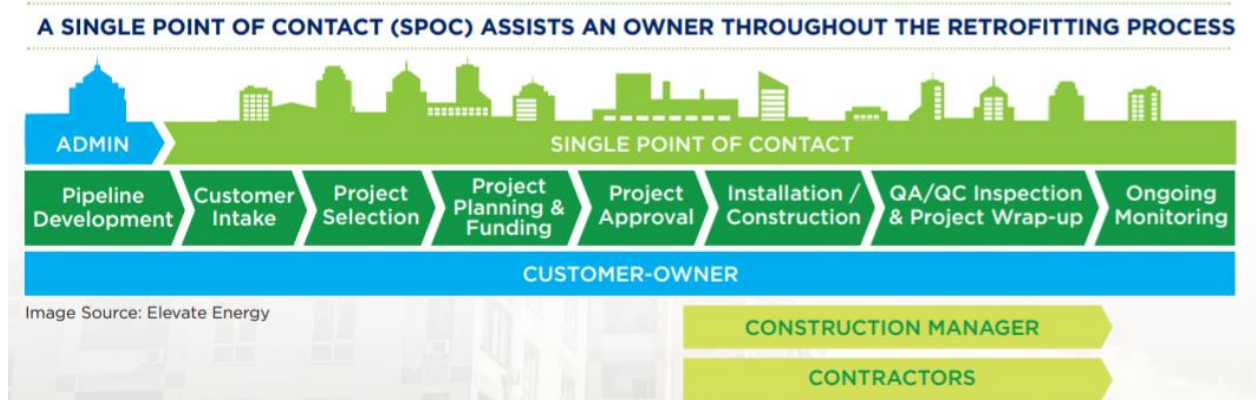 A SINGLE POINT OF CONTACT (SPOC) ASSISTS AN OWNER THROUGHOUT THE RETROFITTING PROCESS
ADMIN
SINGLE POINT OF CONTACT
Pipeline
Development
Customer
Intake
Project
Selection
Project
Planning &
Funding
Project
Approval
Installation /
Construction
QA/QC Inspection
& Project Wrap-up
Ongoing
Monitoring
CUSTOMER-OWNER
Image Source: Elevate Energy
CONSTRUCTION MANAGER
CONTRACTORS